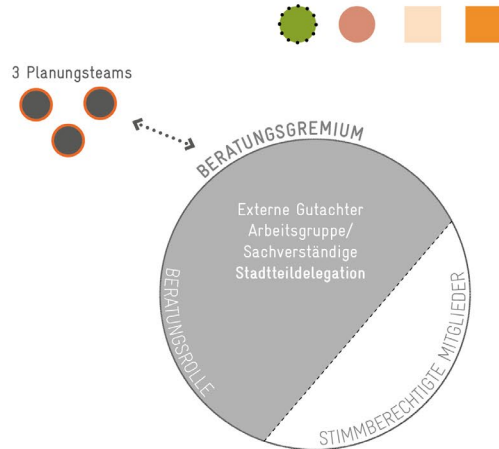 3 Planungsteams
BERATUNGSGREMIUM
Externe Gutachter
Arbeitsgruppe/
Sachverständige
Stadtteildelegation
BERATUNGSROLLE
STIMMBERECHTIGTE MITGLIEDER